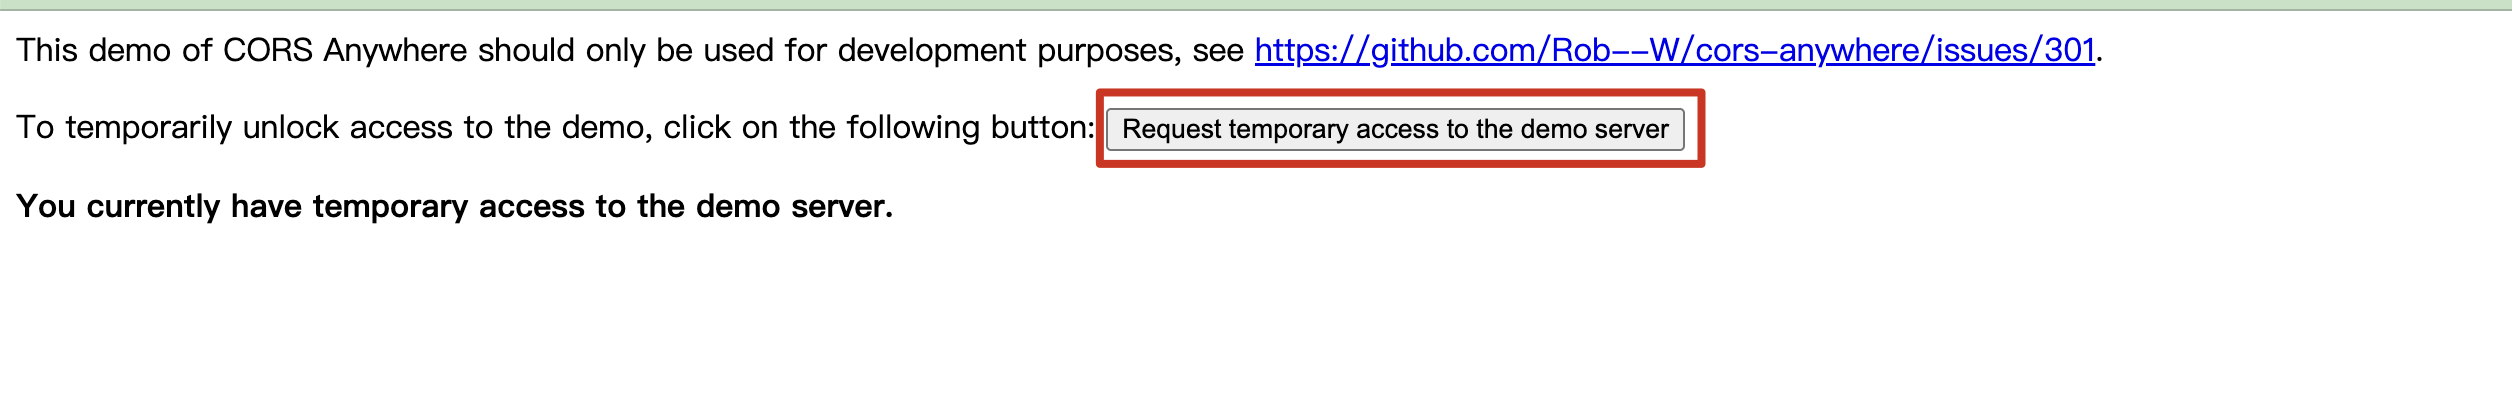 This demo of CORS Anywhere should only be used for development purposes, see https://github.com/Rob--W/cors-anywhere/issues/301.
To temporarily unlock access to the demo, click on the following button: Request temporary access to the demo server
You currently have temporary access to the demo server.